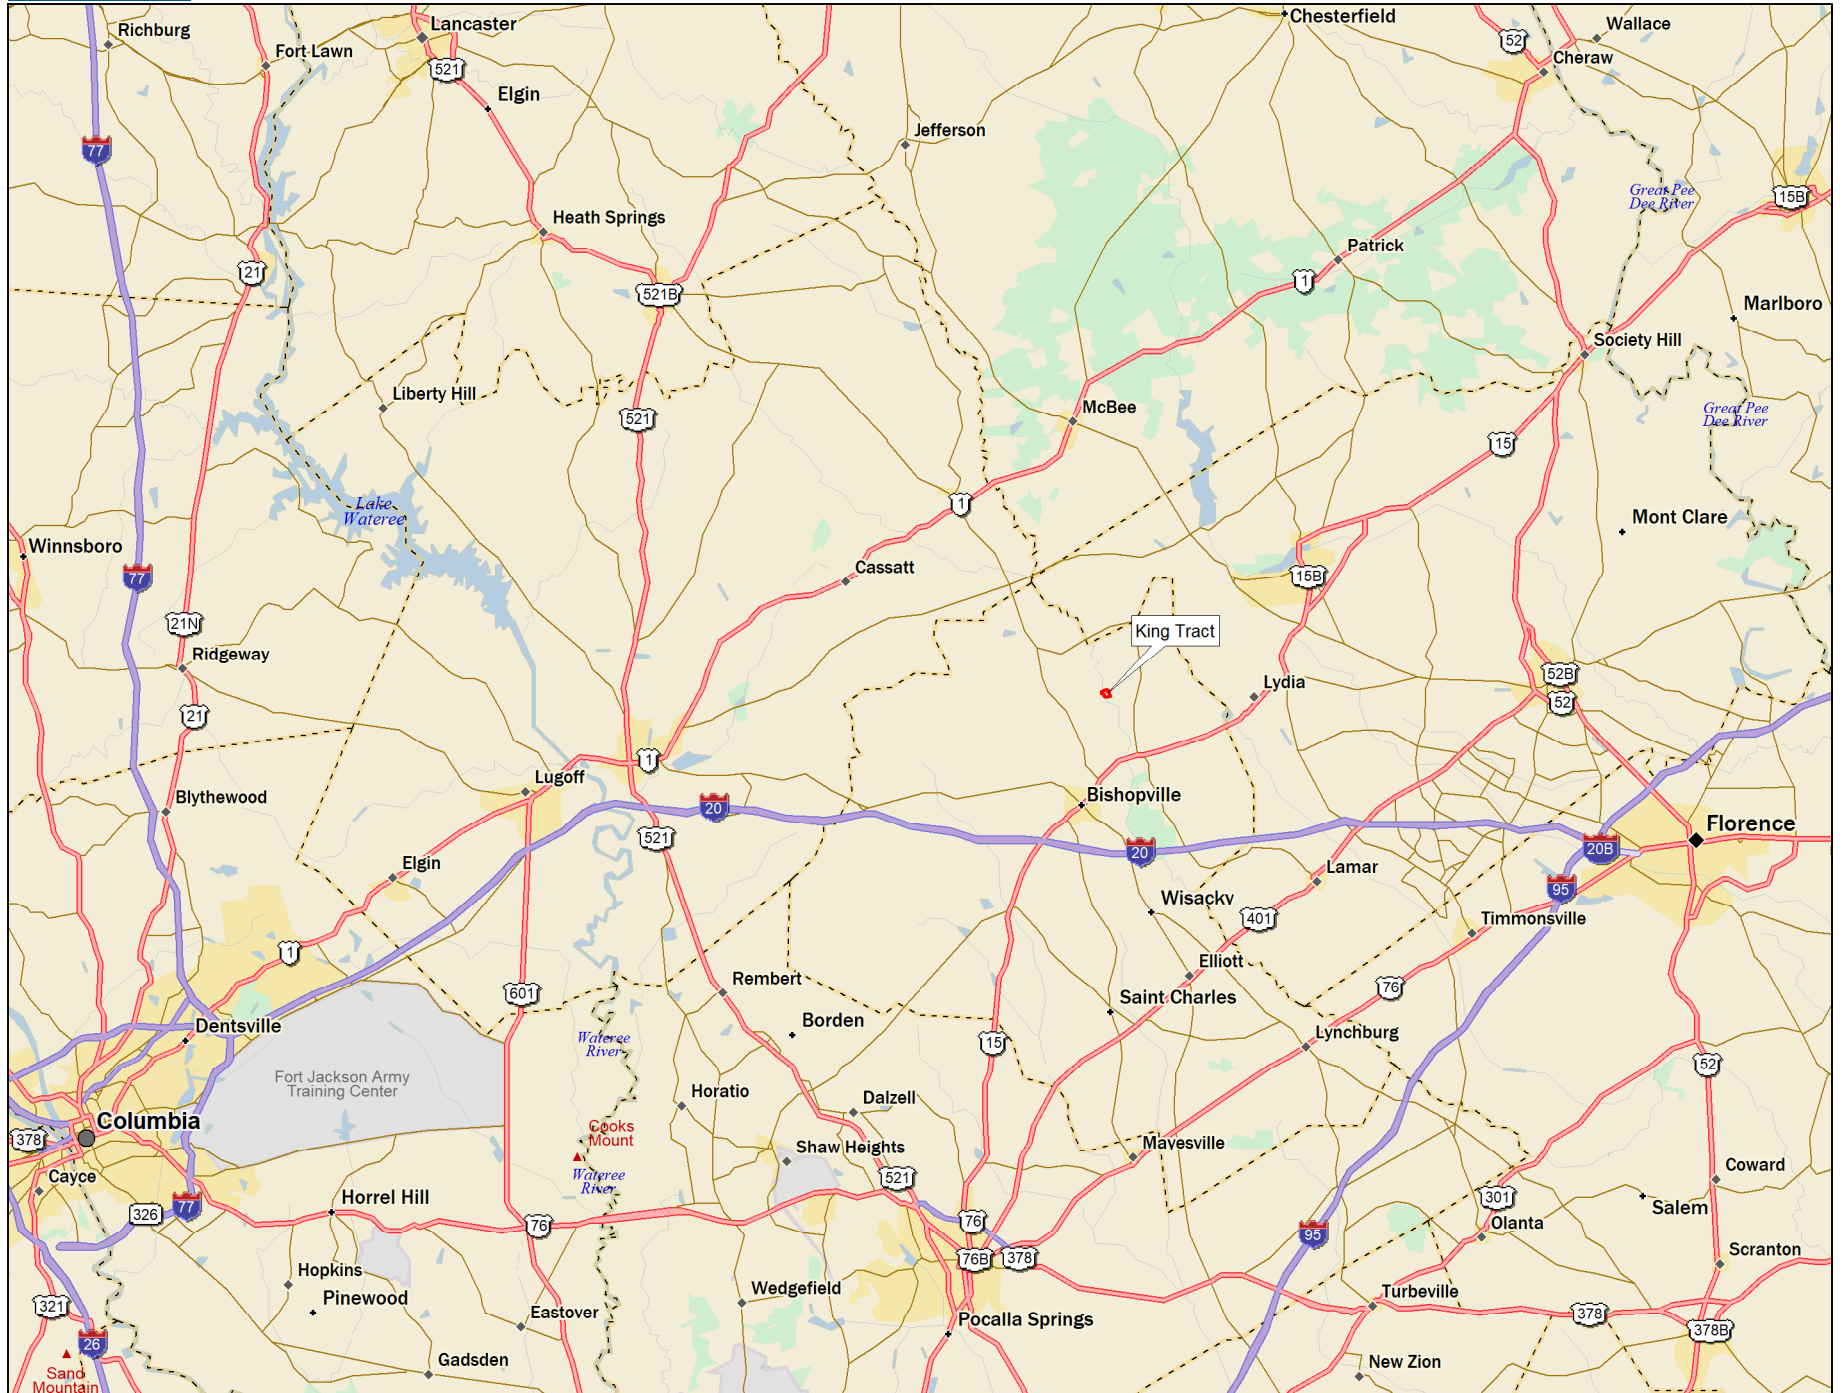 Richburg
Lancaster
Chesterfield
Wallace
Fort Lawn
521
52
Cheraw
Elgin
Jefferson
77
Great Pee
Dee River
15B
Heath Springs
Patrick
21
521B
1
Marlboro
Society Hill
Liberty Hill
McBee
Great Pee
Dee River
521
15
Lake
Wateree
1
Mont Clare
Winnsboro
77
Cassatt
15B
21N
King Tract
Ridgeway
Lydia
52B
21
52
1
Lugoff
Blythewood
20
Bishopville
521
Florence
20
20B
Elgin
Lamar
95
Wisacky
401
Timmonsville
1
Elliott
Rembert
601
Saint Charles
76
Borden
Dentsville
Lynchburg
Wateree
River
15
52
Fort Jackson Army
Training Center
Horatio
Dalzell
Columbia
Cooks
Mount
378
Mayesville
Shaw Heights
Cayce
Wateree
River
521
Coward
Horrel Hill
77
301
326
Salem
76
76
Olanta
95
76B
378
Scranton
Hopkins
Wedgefield
Turbeville
Pinewood
321
Eastover
378
Pocalla Springs
378B
26
Gadsden
New Zion
Sand
Mountain